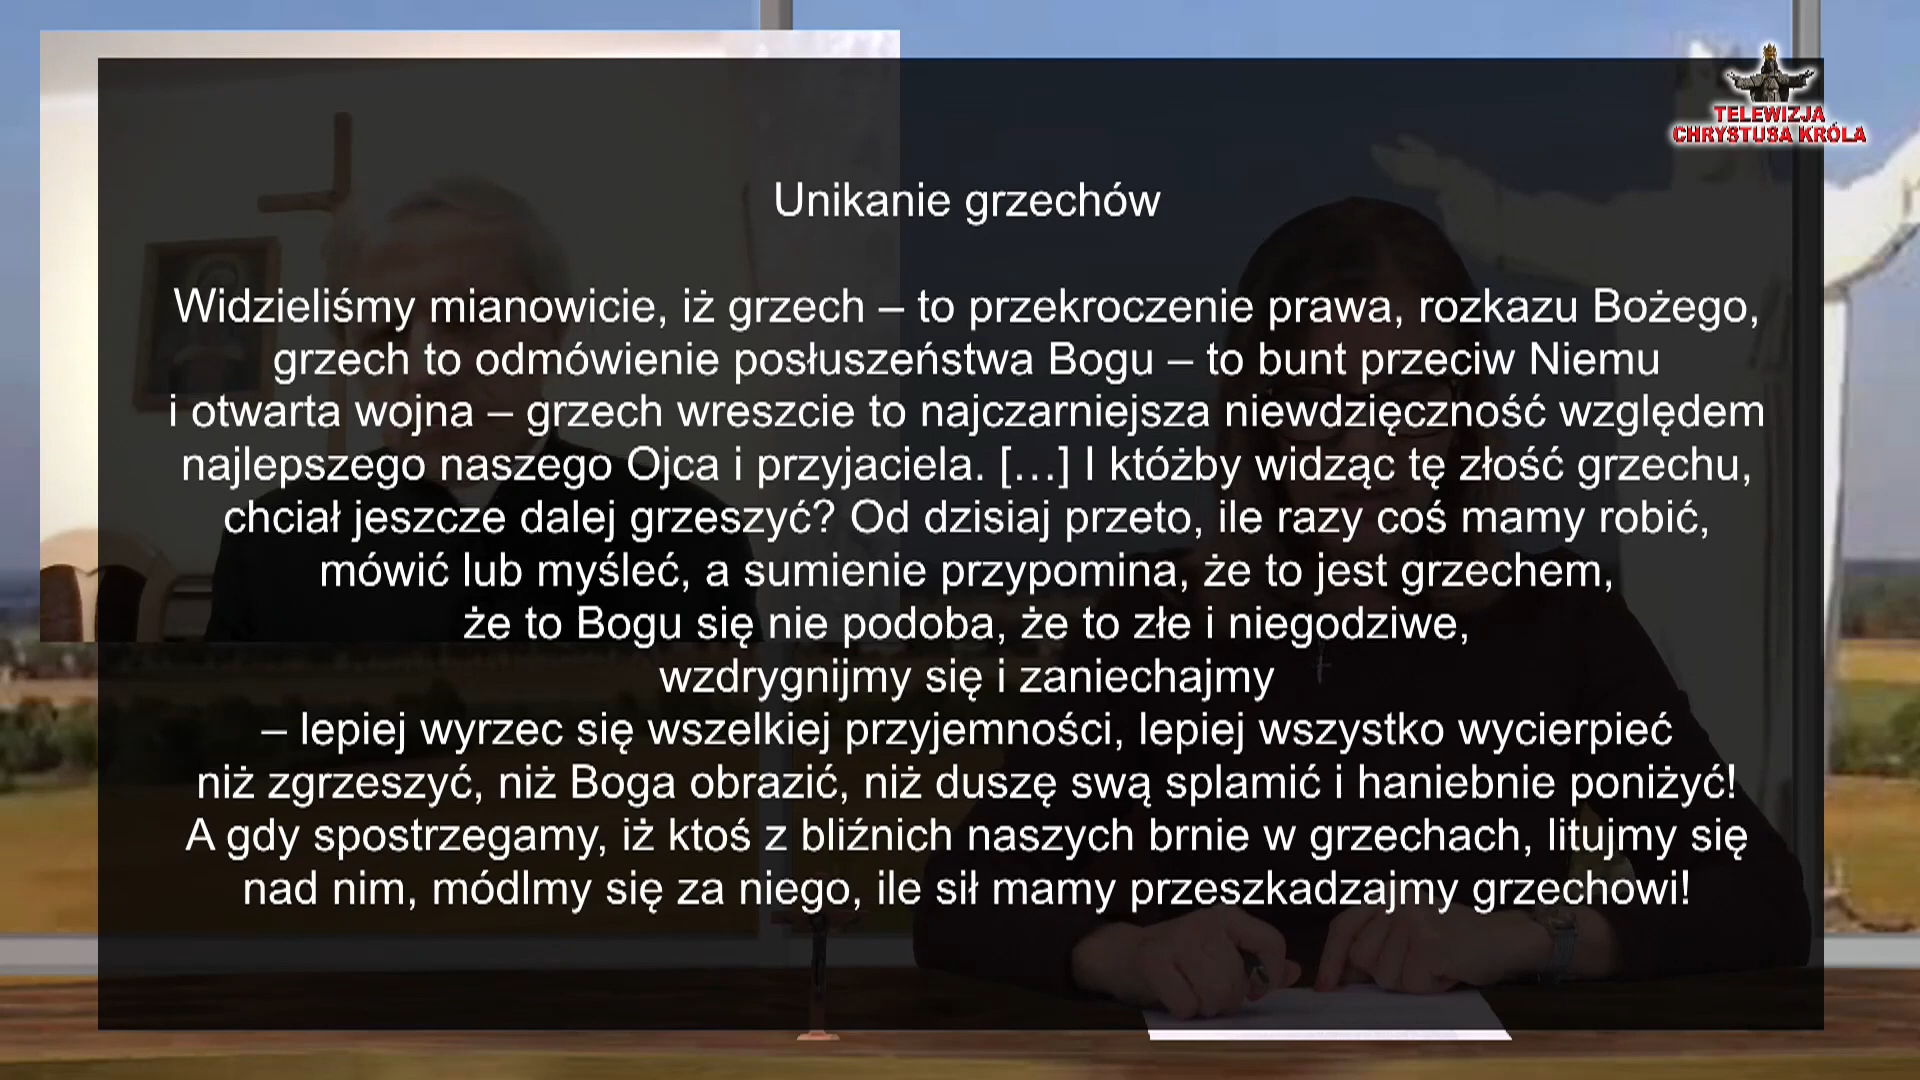 TELEWIZJA
CHRYSTUSA KRÓLA
Unikanie grzechów
Widzieliśmy mianowicie, iż grzech – to przekroczenie prawa, rozkazu Bożego,
grzech to odmówienie posłuszeństwa Bogu – to bunt przeciw Niemu
i otwarta wojna – grzech wreszcie to najczarniejsza niewdzięczność względem
najlepszego naszego Ojca i przyjaciela. […] I któżby widząc tę złość grzechu,
chciał jeszcze dalej grzeszyć? Od dzisiaj przeto, ile razy coś mamy robić,
mówić lub myśleć, a sumienie przypomina, że to jest grzechem,
że to Bogu się nie podoba, że to złe i niegodziwe,
wzdrygnijmy się i zaniechajmy
– lepiej wyrzec się wszelkiej przyjemności, lepiej wszystko wycierpieć
niż zgrzeszyć, niż Boga obrazić, niż duszę swą splamić i haniebnie poniżyć!
A gdy spostrzegamy, iż ktoś z bliźnich naszych brnie w grzechach, litujmy się
nad nim, módlmy się za niego, ile sił mamy przeszkadzajmy grzechowi!